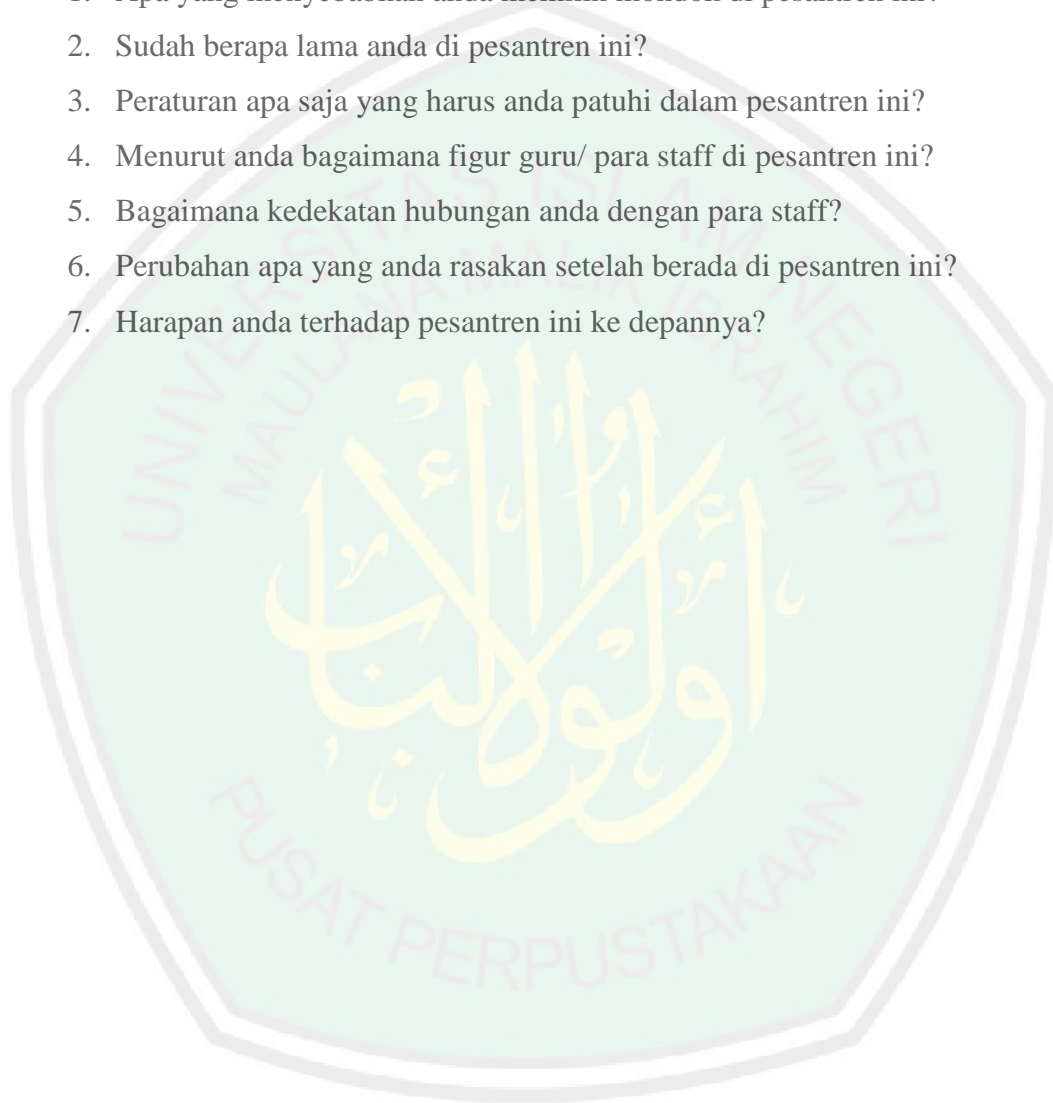 2. Sudah berapa lama anda di pesantren ini?
3. Peraturan apa saja yang harus anda patuhi dalam pesantren ini?
4. Menurut anda bagaimana figur guru/ para staff di pesantren ini?
5. Bagaimana kedekatan hubungan anda dengan para staff?
6. Perubahan apa yang anda rasakan setelah berada di pesantren ini?
7. Harapan anda terhadap pesantren ini ke depannya?
UNIVERSITAS ISLAM NEGERI
MAULANA MALIK IBRAHIM
أولوا الألباب
PUSAT PERPUSTAKAAN